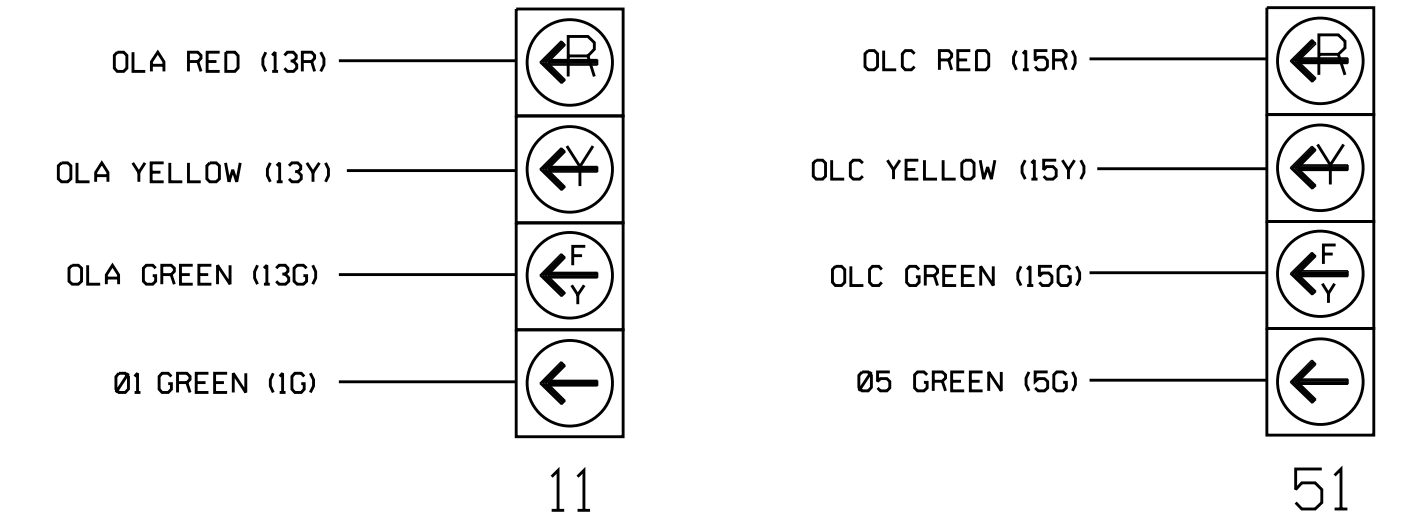 OLA RED (13R)
R
OLA YELLOW (13Y)
Y
OLA GREEN (13G)
F
Y
Ø1 GREEN (1G)
11
OLC RED (15R)
R
OLC YELLOW (15Y)
Y
OLC GREEN (15G)
F
Y
Ø5 GREEN (5G)
51